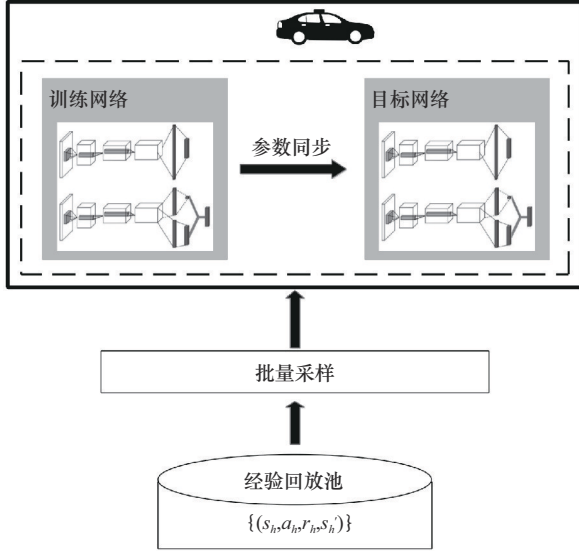 训练网络
目标网络
参数同步
批量采样
经验回放池
{(s_h,a_h,r_h,s_h')}